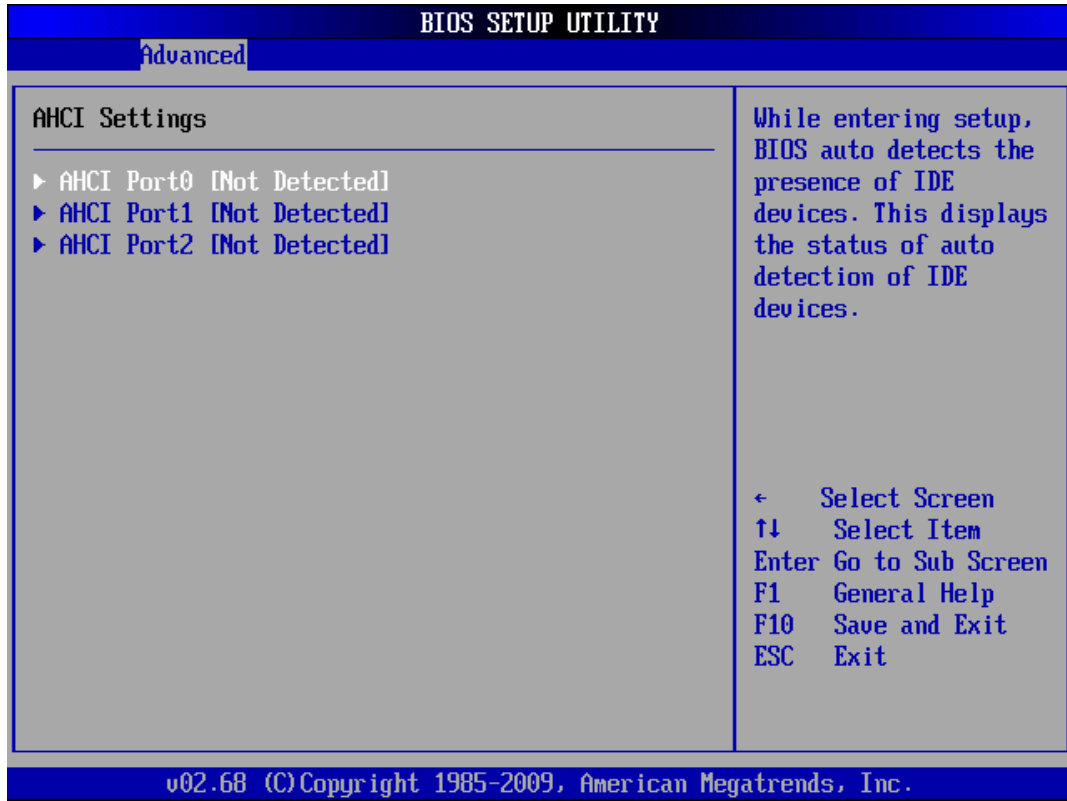 BIOS SETUP UTILITY
Advanced
AHCI Settings
▶ AHCI Port0 [Not Detected]
▶ AHCI Port1 [Not Detected]
▶ AHCI Port2 [Not Detected]
While entering setup,
BIOS auto detects the
presence of IDE
devices. This displays
the status of auto
detection of IDE
devices.
← Select Screen
↑↓ Select Item
Enter Go to Sub Screen
F1 General Help
F10 Save and Exit
ESC Exit
v02.68 (C)Copyright 1985-2009, American Megatrends, Inc.